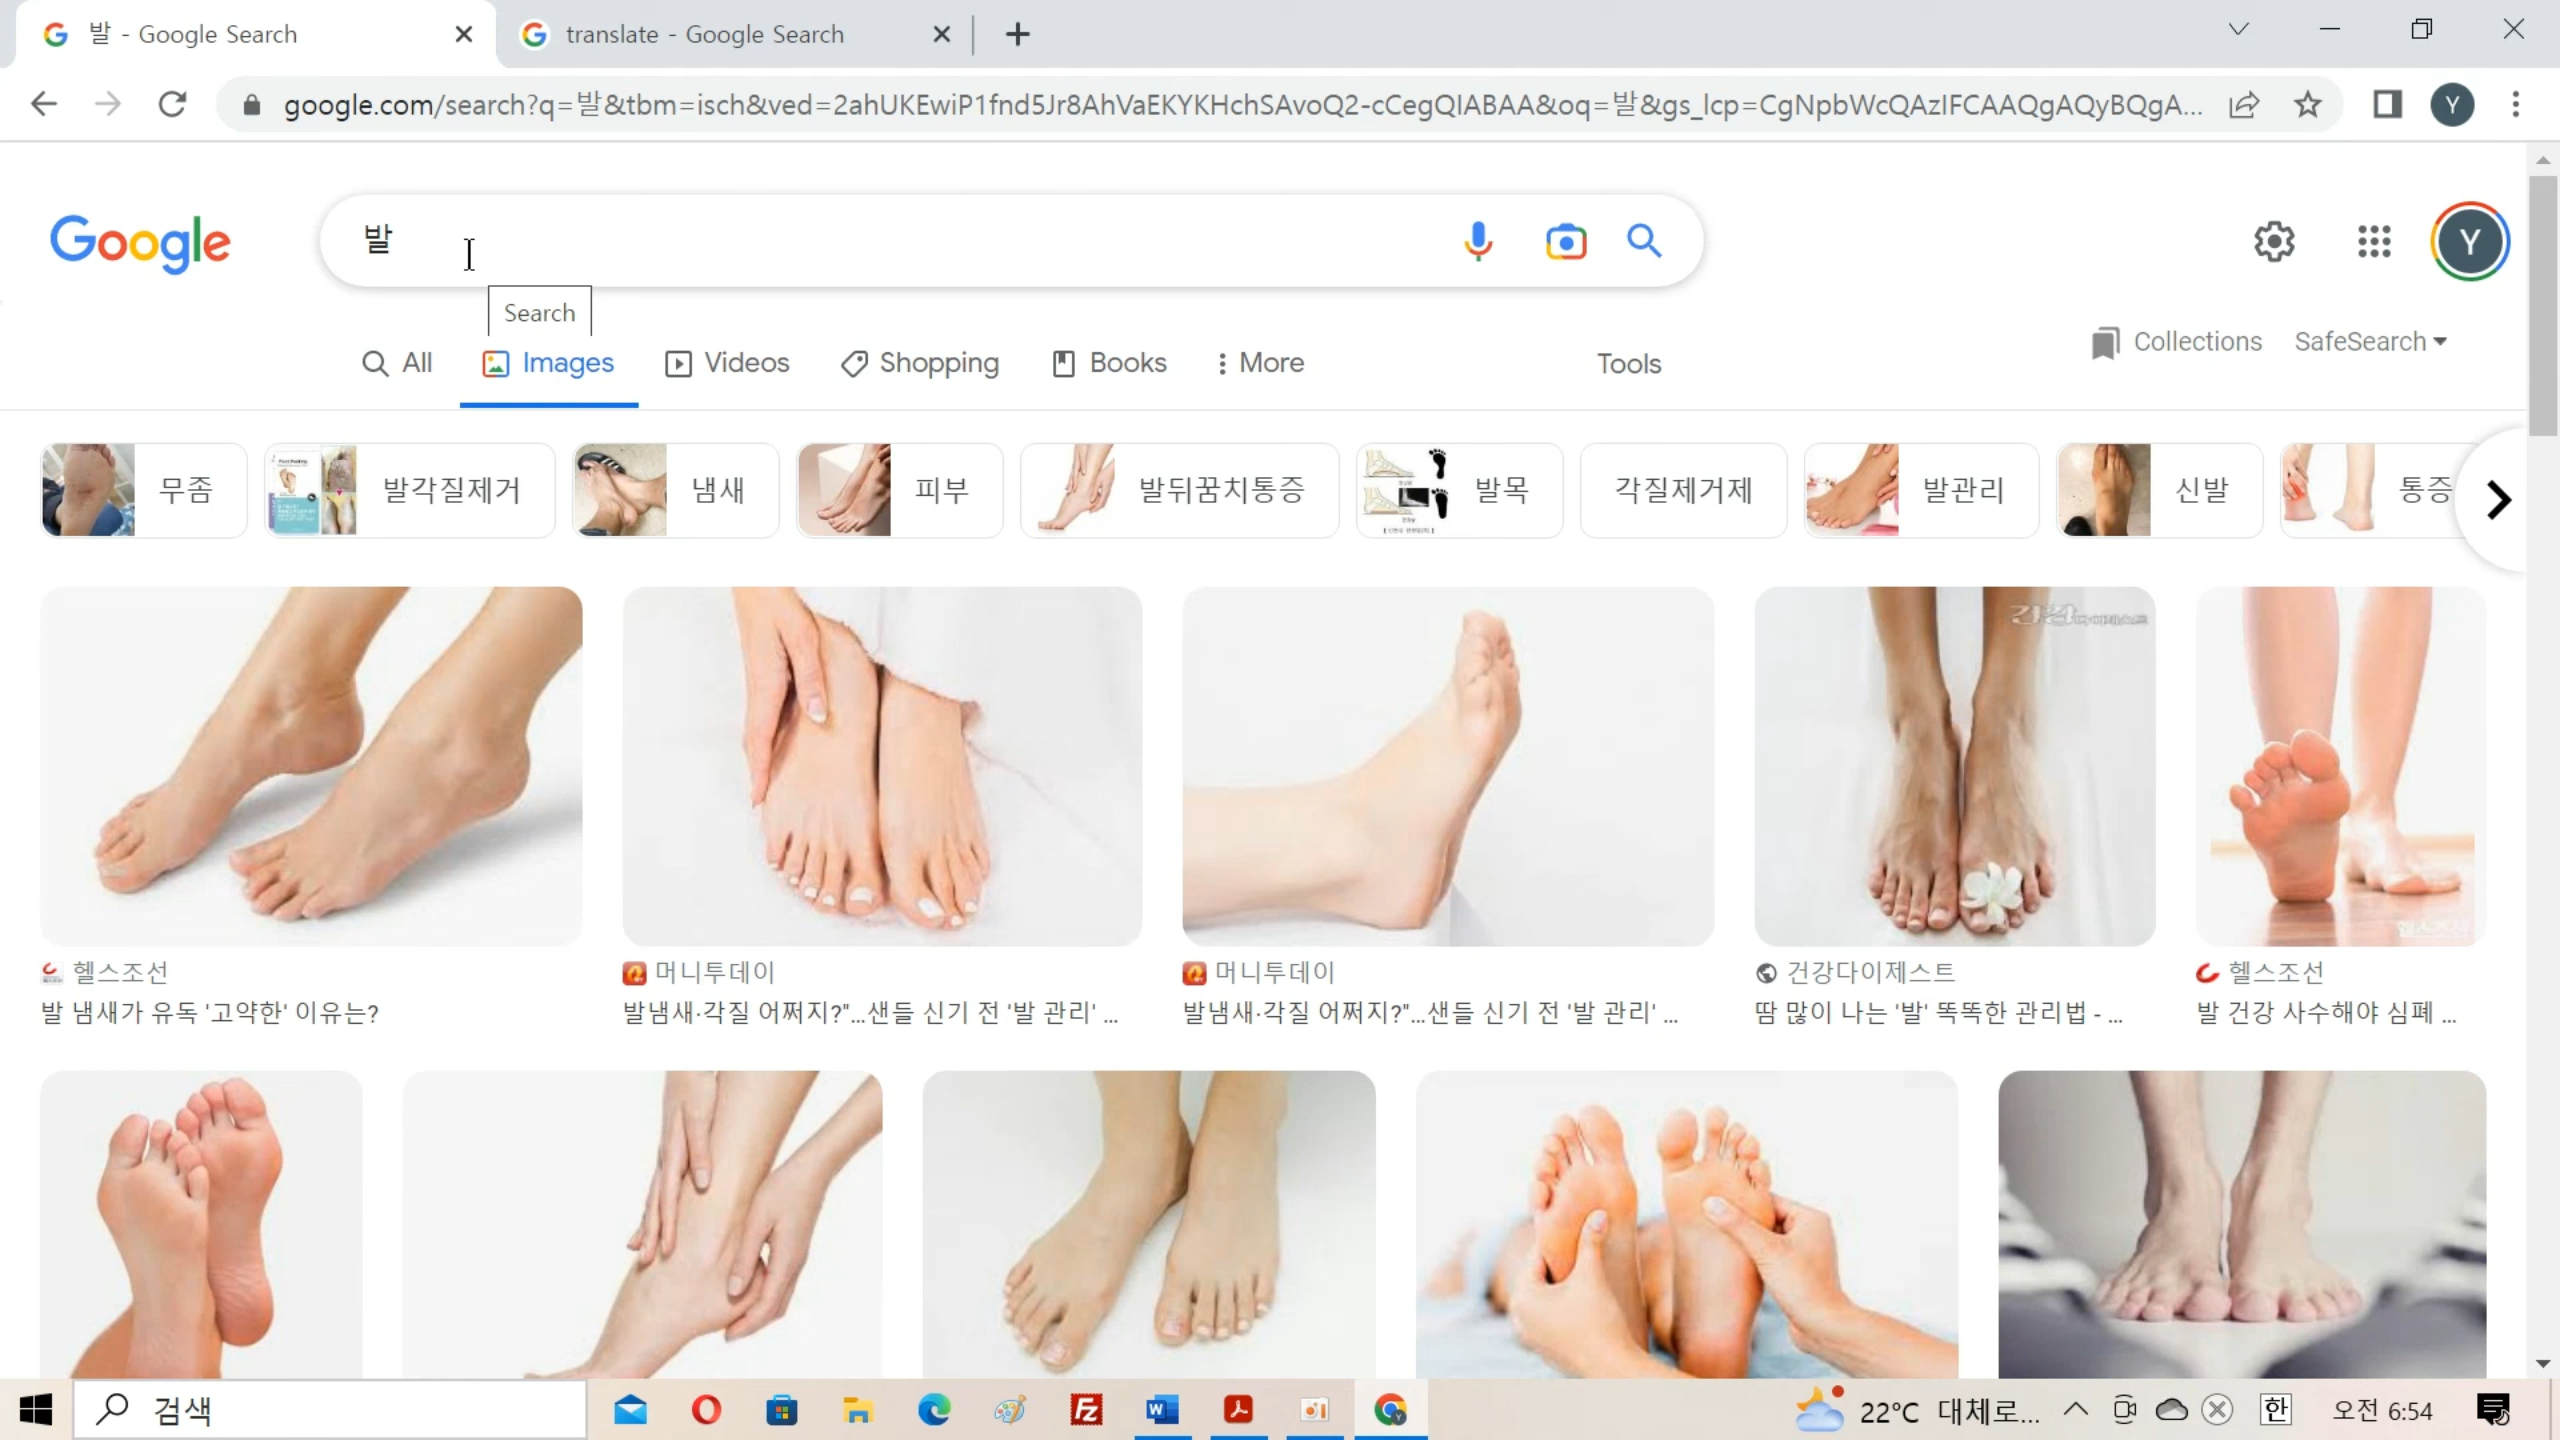 발 - Google Search
translate - Google Search
google.com/search?q=발&tbm=isch&ved=2ahUKEwiP1fnd5Jr8AhVaEKYKHchSAvoQ2-cCegQIABAA&oq=발&gs_lcp=CgNpbWcQAzIFCAAQgAQyBQgA...
Y
Google
발
Y
Search
All
Images
Videos
Shopping
Books
More
Tools
Collections
SafeSearch
무좀
발각질제거
냄새
피부
발뒤꿈치통증
발목
각질제거제
발관리
신발
통증
헬스조선
발 냄새가 유독 '고약한' 이유는?
머니투데이
발냄새·각질 어쩌지?"...샌들 신기 전 '발 관리' ...
머니투데이
발냄새·각질 어쩌지?"...샌들 신기 전 '발 관리' ...
건강다이제스트
땀 많이 나는 '발' 똑똑한 관리법 - ...
헬스조선
발 건강 사수해야 심폐 ...
검색
22°C 대체로...
한
오전 6:54